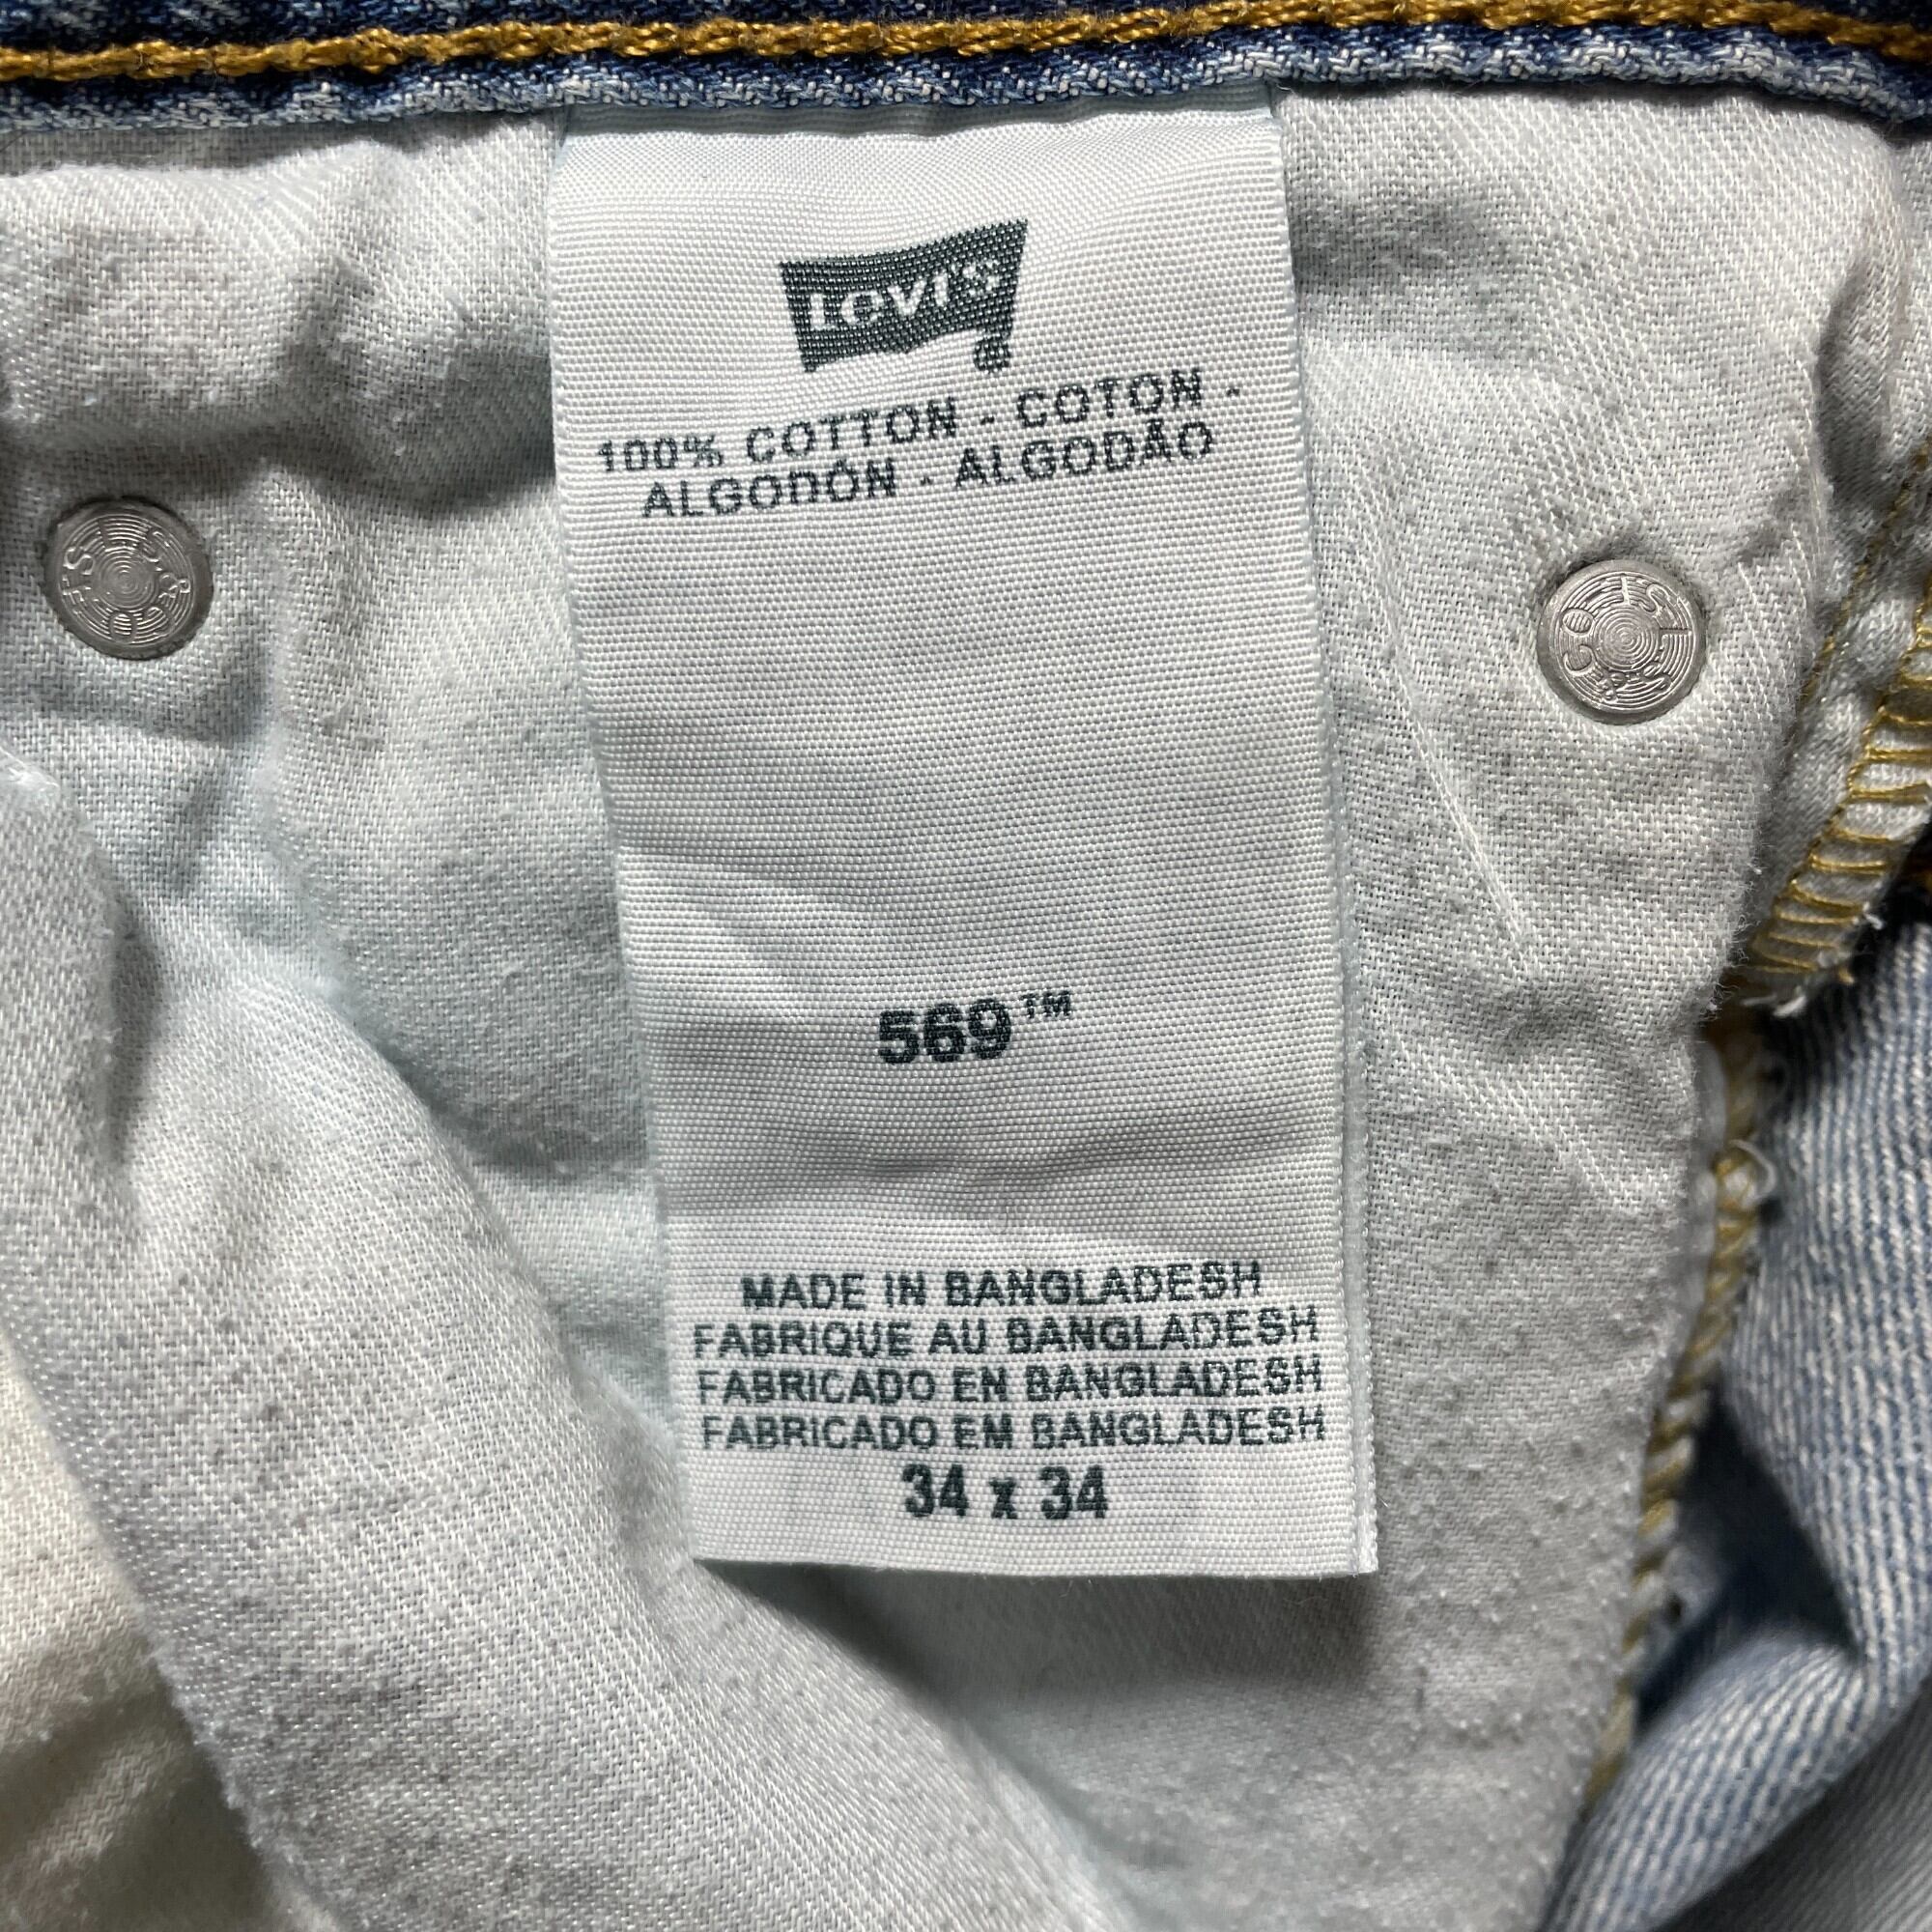 Levi's
®
100% COTTON - COTON -
ALGODÓN - ALGODÃO
569™
MADE IN BANGLADESH
FABRIQUE AU BANGLADESH
FABRICADO EN BANGLADESH
FABRICADO EM BANGLADESH
34 x 34